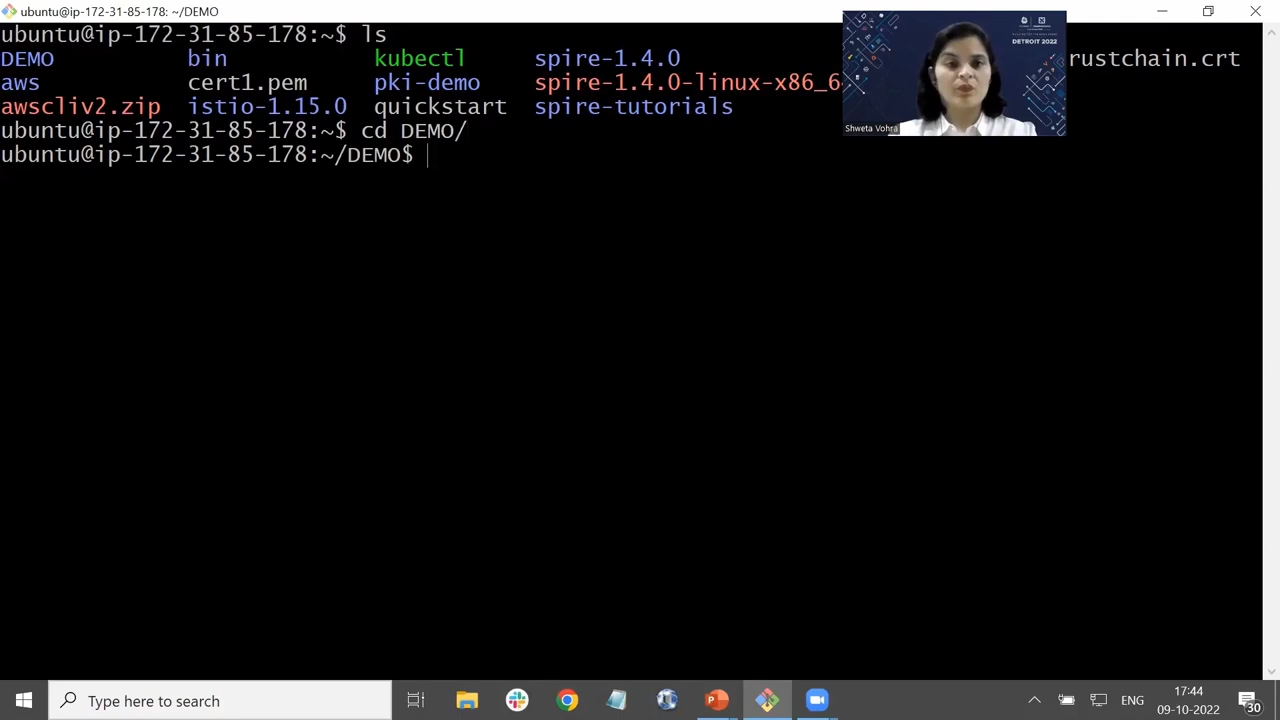 ubuntu@ip-172-31-85-178: ~/DEMO
ubuntu@ip-172-31-85-178:~$ ls
DEMO bin kubectl spire-1.4.0 rustchain.crt
aws cert1.pem pki-demo spire-1.4.0-linux-x86_6
awscliv2.zip istio-1.15.0 quickstart spire-tutorials
ubuntu@ip-172-31-85-178:~$ cd DEMO/
ubuntu@ip-172-31-85-178:~/DEMO$
DETROIT 2022
Shweta Vohra
Type here to search
ENG
17:44
09-10-2022
30